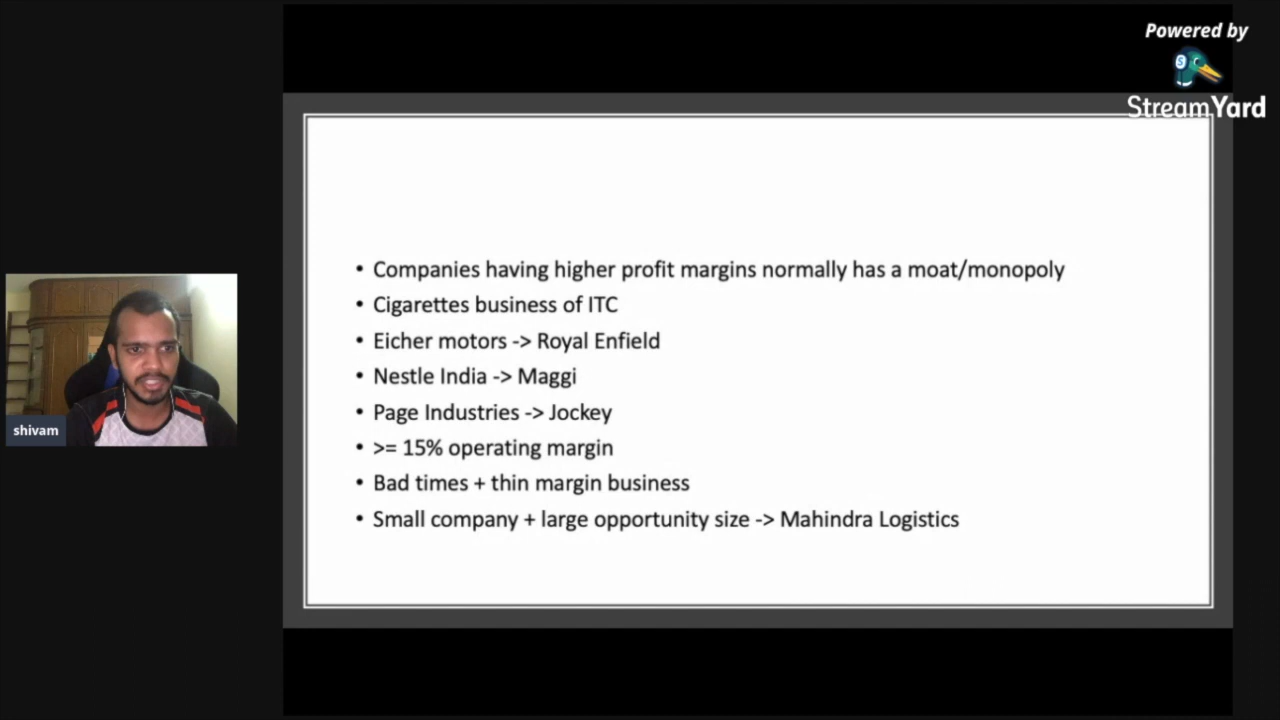 Powered by
StreamYard
• Companies having higher profit margins normally has a moat/monopoly
• Cigarettes business of ITC
• Eicher motors -> Royal Enfield
• Nestle India -> Maggi
• Page Industries -> Jockey
• >= 15% operating margin
• Bad times + thin margin business
• Small company + large opportunity size -> Mahindra Logistics
shivam